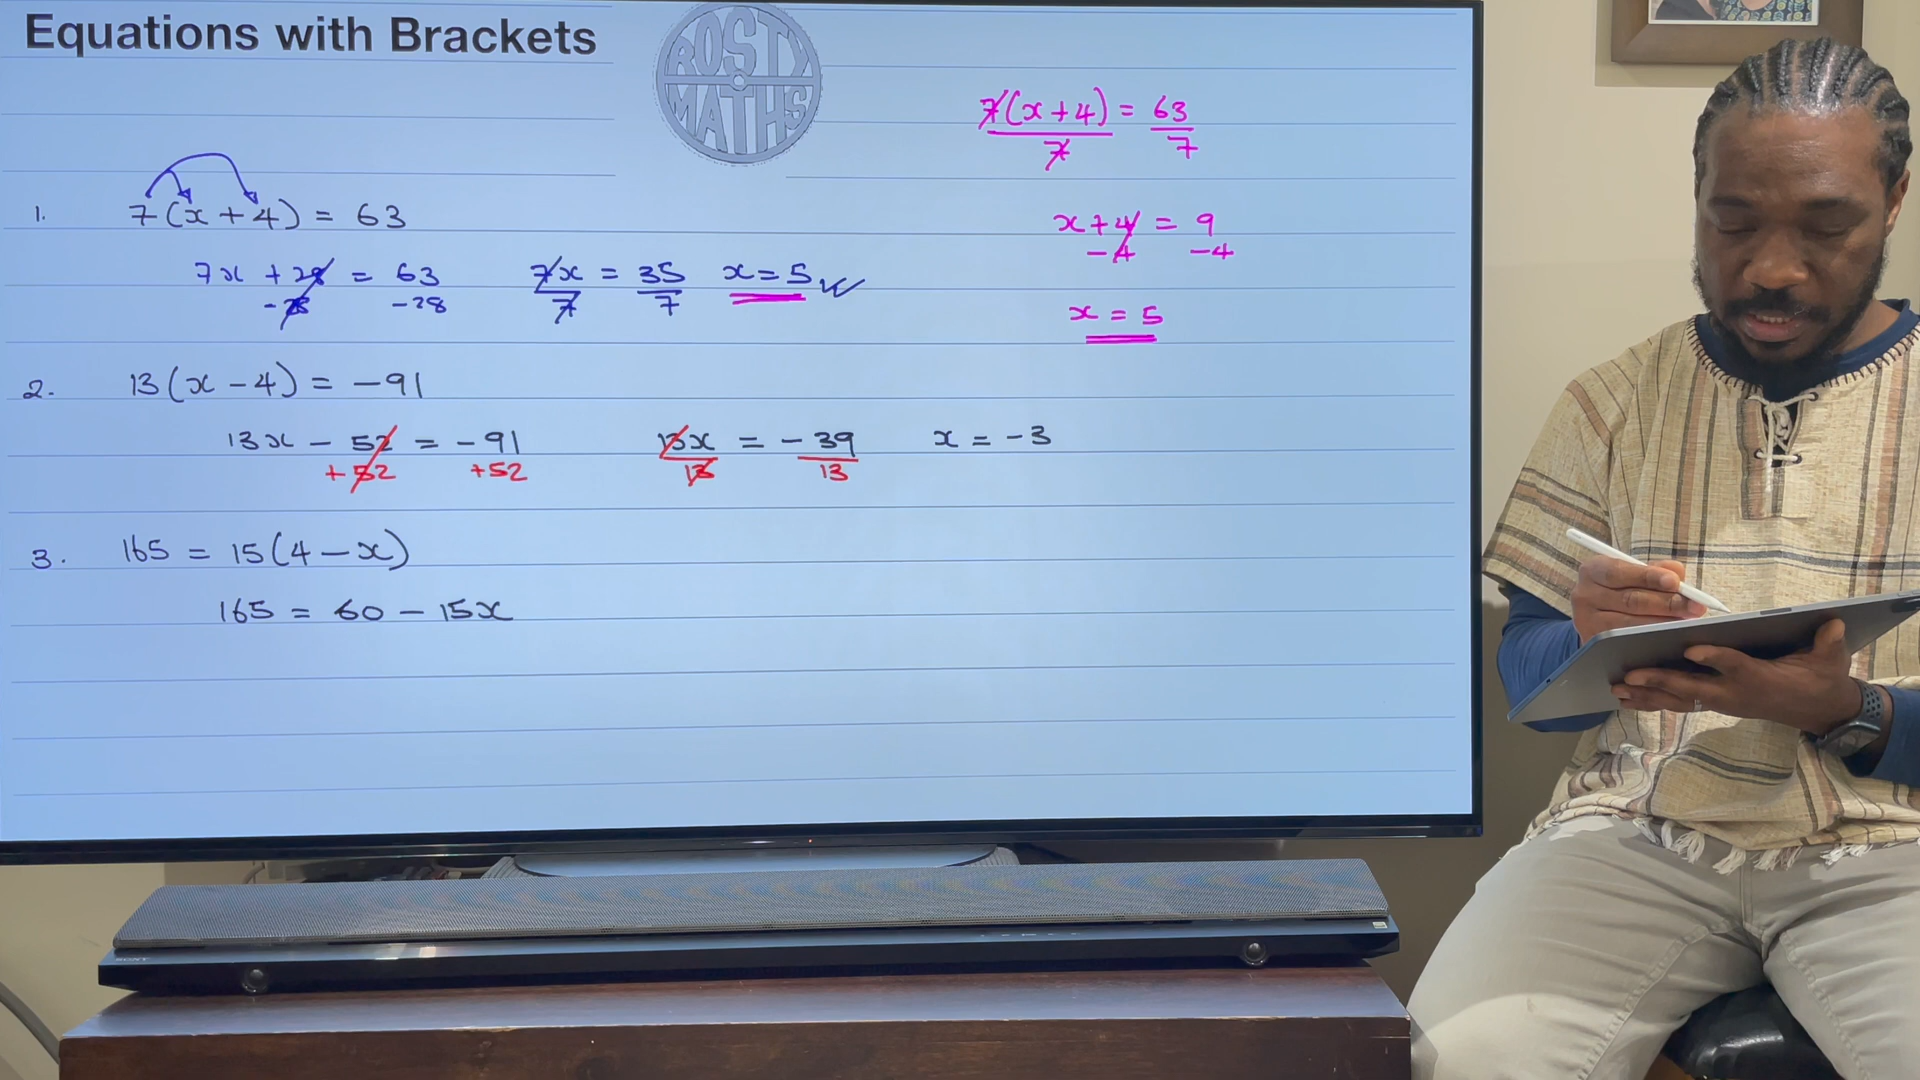 Equations with Brackets
ROSTY
MATHS
7(x+4) = 63
7 7
x+4 = 9
-4 -4
x = 5
1. 7(x+4) = 63
7x + 28 = 63 7x = 35 x = 5
-28 -28 7 7
2. 13(x-4) = -91
13x - 52 = -91 13x = -39 x = -3
+52 +52 13 13
3. 165 = 15(4-x)
165 = 60 - 15x
SONY